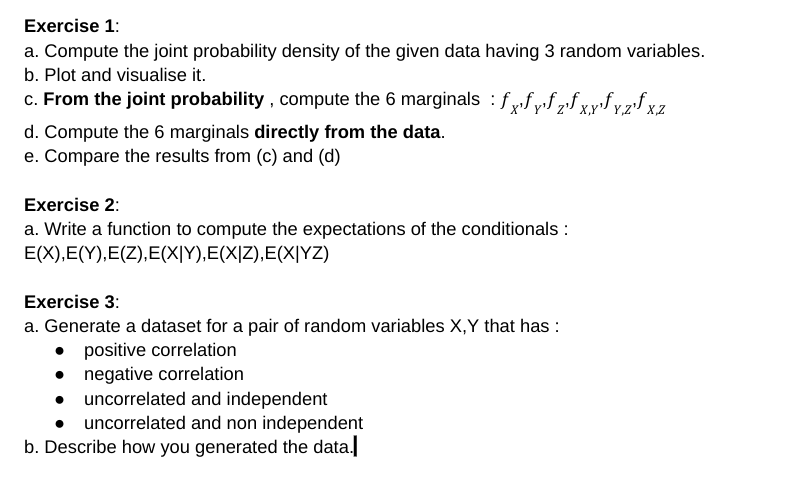 Exercise 1:
a. Compute the joint probability density of the given data having 3 random variables.
b. Plot and visualise it.
c. From the joint probability , compute the 6 marginals : f_X,f_Y,f_Z,f_X,Y,f_Y,Z,f_X,Z
d. Compute the 6 marginals directly from the data.
e. Compare the results from (c) and (d)
Exercise 2:
a. Write a function to compute the expectations of the conditionals :
E(X),E(Y),E(Z),E(X|Y),E(X|Z),E(X|YZ)
Exercise 3:
a. Generate a dataset for a pair of random variables X,Y that has :
● positive correlation
● negative correlation
● uncorrelated and independent
● uncorrelated and non independent
b. Describe how you generated the data.